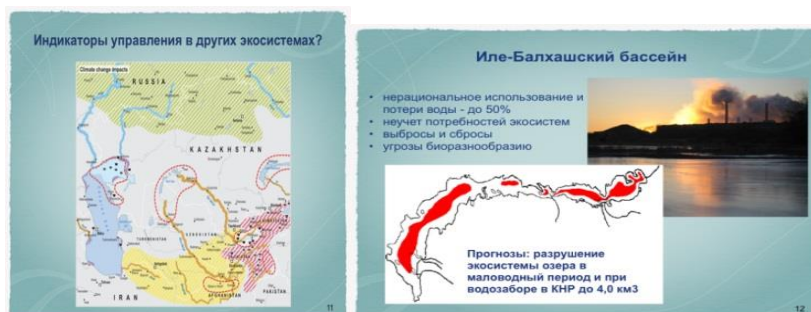 Индикаторы управления в других экосистемах?
Climate change impacts
RUSSIA
KAZAKHSTAN
IRAN
11
Иле-Балхашский бассейн
• нерациональное использование и
потери воды - до 50%
• неучет потребностей экосистем
• выбросы и сбросы
• угрозы биоразнообразию
Прогнозы: разрушение
экосистемы озера в
маловодный период и при
водозаборе в КНР до 4,0 км3
12